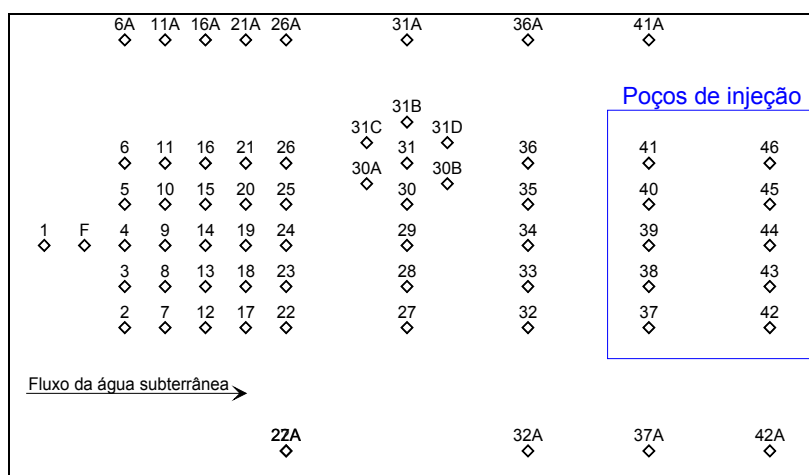 6A 11A 16A 21A 26A 31A 36A 41A
Poços de injeção
31B
31C 31D
6 11 16 21 26 31 36 41 46
30A 30B
5 10 15 20 25 30 35 40 45
1 F 4 9 14 19 24 29 34 39 44
3 8 13 18 23 28 33 38 43
2 7 12 17 22 27 32 37 42
Fluxo da água subterrânea
32A 37A 42A